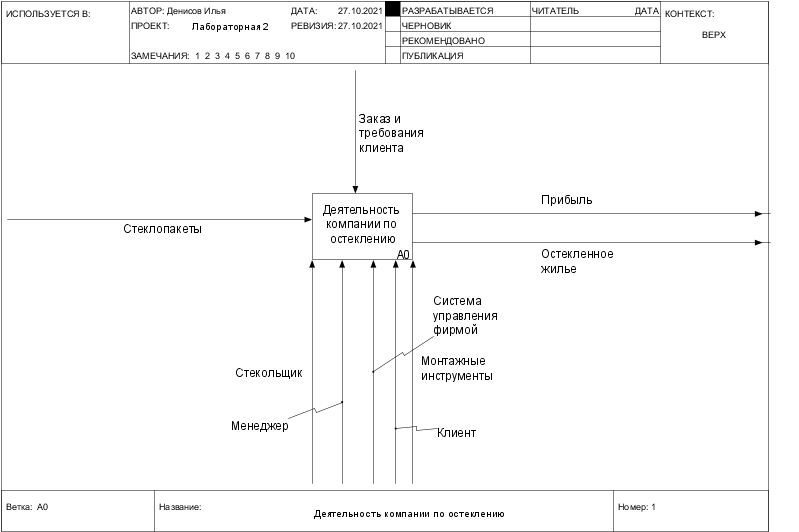 ИСПОЛЬЗУЕТСЯ В:
АВТОР: Денисов Илья
ДАТА: 27.10.2021
РАЗРАБАТЫВАЕТСЯ
ЧИТАТЕЛЬ
ДАТА
КОНТЕКСТ:
ПРОЕКТ: Лабораторная 2
РЕВИЗИЯ: 27.10.2021
ЧЕРНОВИК
РЕКОМЕНДОВАНО
ВЕРХ
ЗАМЕЧАНИЯ: 1 2 3 4 5 6 7 8 9 10
ПУБЛИКАЦИЯ
Заказ и
требования
клиента
Стеклопакеты
Деятельность
компании по
остеклению
A0
Прибыль
Остекленное
жилье
Система
управления
фирмой
Стекольщик
Монтажные
инструменты
Менеджер
Клиент
Ветка: A0
Название:
Деятельность компании по остеклению
Номер: 1